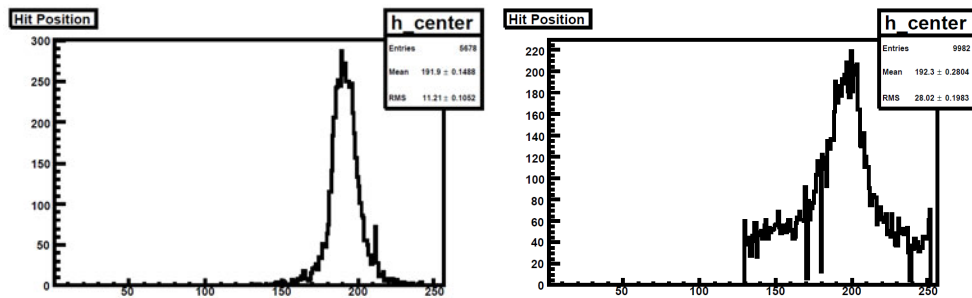 Hit Position
h_center
Entries 5678
Mean 191.9 ± 0.1488
RMS 11.21 ± 0.1052
300
250
200
150
100
50
0
50 100 150 200 250
Hit Position
h_center
Entries 9982
Mean 192.3 ± 0.2804
RMS 28.02 ± 0.1983
220
200
180
160
140
120
100
80
60
40
20
0
50 100 150 200 250